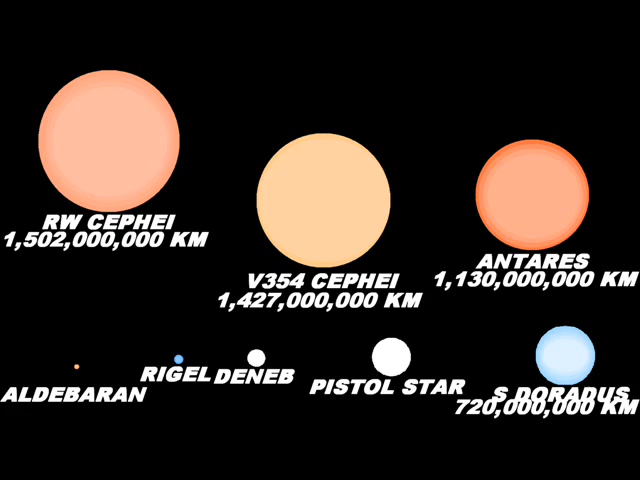 RW CEPHEI
1,502,000,000 KM
V354 CEPHEI
1,427,000,000 KM
ANTARES
1,130,000,000 KM
ALDEBARAN
RIGEL
DENEB
PISTOL STAR
S DORADUS
720,000,000 KM